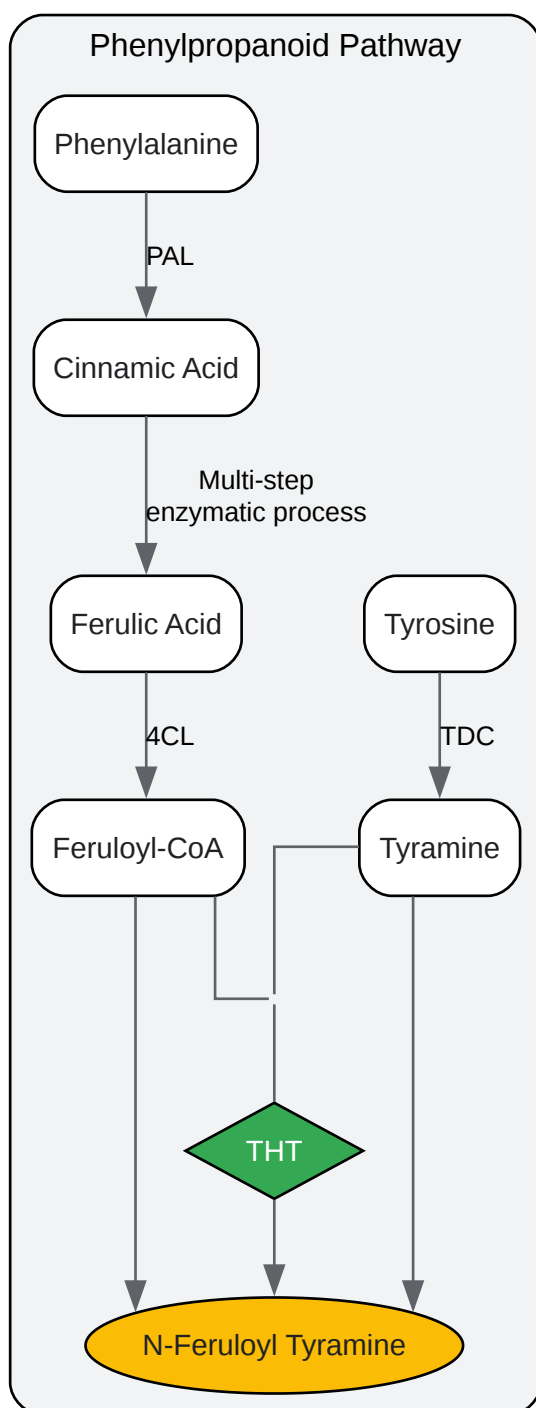 Phenylpropanoid Pathway
Phenylalanine
PAL
Cinnamic Acid
Multi-step
enzymatic process
Ferulic Acid
Tyrosine
4CL
TDC
Feruloyl-CoA
Tyramine
THT
N-Feruloyl Tyramine